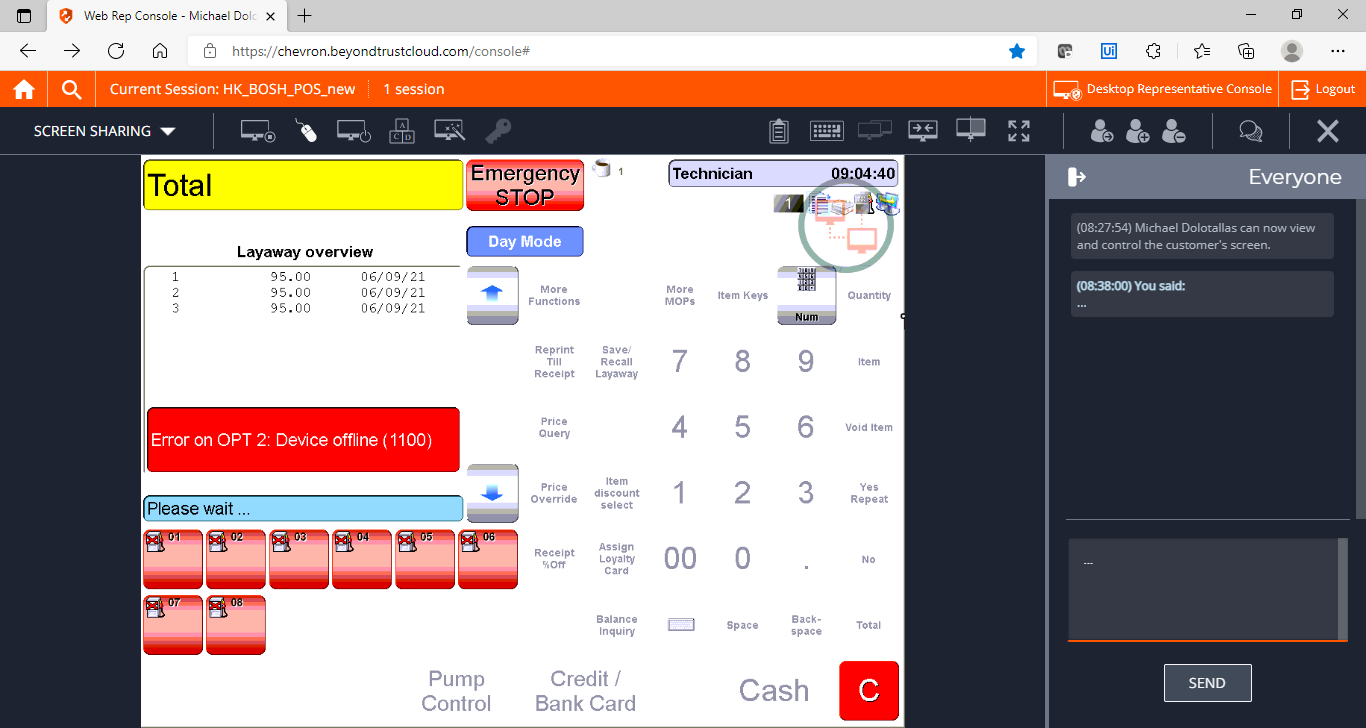 Web Rep Console - Michael Dolo
https://chevron.beyondtrustcloud.com/console#
Current Session: HK_BOSH_POS_new
1 session
Desktop Representative Console
Logout
SCREEN SHARING
Total
Emergency
STOP
1
Technician
09:04:40
1
Day Mode
Layaway overview
1 95.00 06/09/21
2 95.00 06/09/21
3 95.00 06/09/21
More
Functions
More
MOPs
Item Keys
Num
Quantity
Reprint
Till
Receipt
Save/
Recall
Layaway
7
8
9
Item
Error on OPT 2: Device offline (1100)
Price
Query
4
5
6
Void Item
Please wait ...
Price
Override
Item
discount
select
1
2
3
Yes
Repeat
01
02
03
04
05
06
Receipt
%Off
Assign
Loyalty
Card
00
0
.
No
07
08
Balance
Inquiry
Space
Back-
space
Total
Pump
Control
Credit /
Bank Card
Cash
C
Everyone
(08:27:54) Michael Dolotallas can now view
and control the customer's screen.
(08:38:00) You said:
...
...
SEND